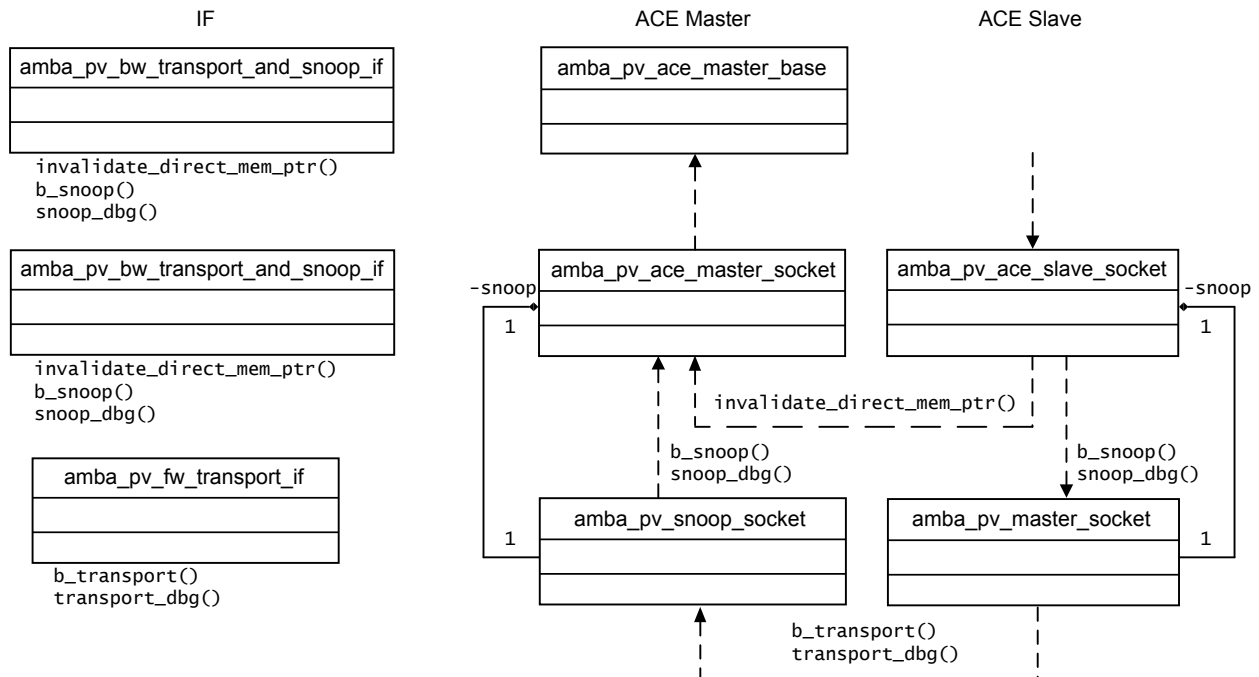 IF
ACE Master
ACE Slave
amba_pv_bw_transport_and_snoop_if
amba_pv_ace_master_base
invalidate_direct_mem_ptr()
b_snoop()
snoop_dbg()
amba_pv_bw_transport_and_snoop_if
amba_pv_ace_master_socket
amba_pv_ace_slave_socket
-snoop
-snoop
1
1
invalidate_direct_mem_ptr()
b_snoop()
snoop_dbg()
invalidate_direct_mem_ptr()
b_snoop()
snoop_dbg()
b_snoop()
snoop_dbg()
amba_pv_fw_transport_if
amba_pv_snoop_socket
amba_pv_master_socket
1
1
b_transport()
transport_dbg()
b_transport()
transport_dbg()